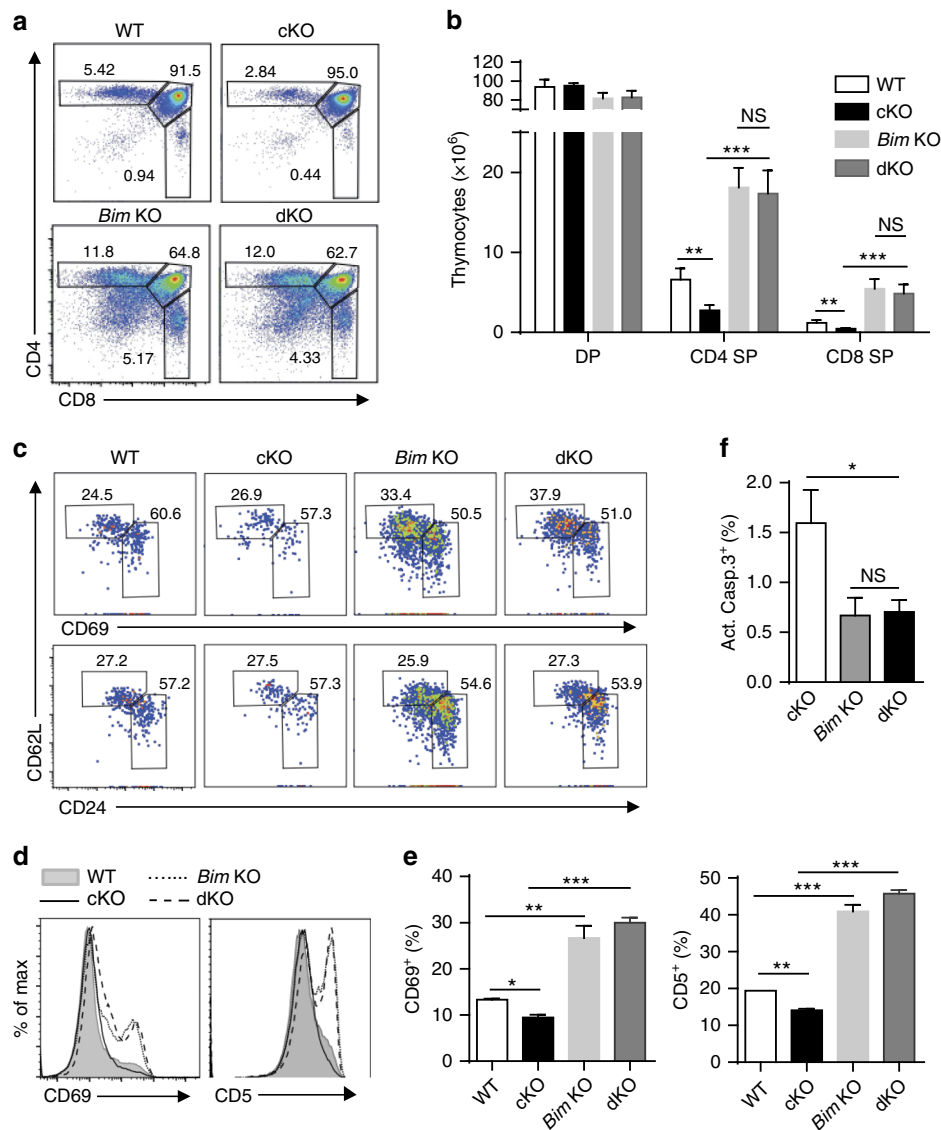 a
WT
cKO
5.42
91.5
2.84
95.0
0.94
0.44
Bim KO
dKO
11.8
64.8
12.0
62.7
5.17
4.33
CD4
CD8
b
Thymocytes (×10⁶)
120
100
80
20
10
0
NS
***
**
NS
***
**
DP
CD4 SP
CD8 SP
WT
cKO
Bim KO
dKO
c
WT
cKO
Bim KO
dKO
24.5
60.6
26.9
57.3
33.4
50.5
37.9
51.0
CD69
27.2
57.2
27.5
57.3
25.9
54.6
27.3
53.9
CD62L
CD24
f
Act. Casp.3⁺ (%)
2.0
1.5
1.0
0.5
0.0
*
NS
cKO
Bim KO
dKO
d
WT
Bim KO
cKO
dKO
% of max
CD69
CD5
e
CD69⁺ (%)
40
30
20
10
0
***
**
*
WT
cKO
Bim KO
dKO
CD5⁺ (%)
50
40
30
20
10
0
***
***
**
WT
cKO
Bim KO
dKO